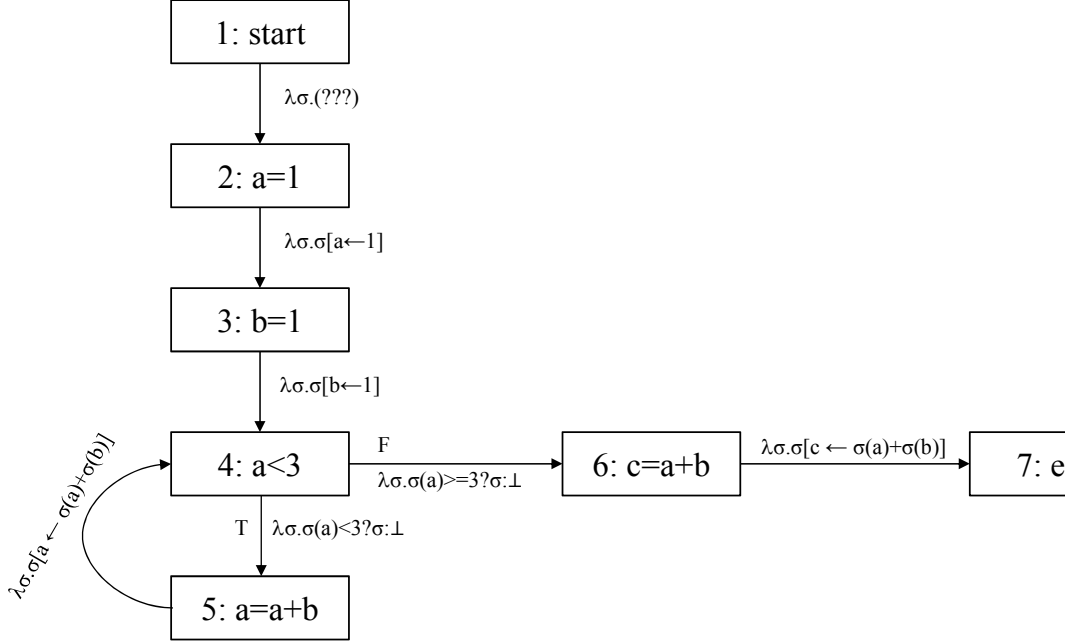 1: start
λσ.(???)
2: a=1
λσ.σ[a←1]
3: b=1
λσ.σ[b←1]
4: a<3
F
λσ.σ(a)>=3?σ:⊥
6: c=a+b
λσ.σ[c ← σ(a)+σ(b)]
7: e
λσ.σ[a ← σ(a)+σ(b)]
T
λσ.σ(a)<3?σ:⊥
5: a=a+b